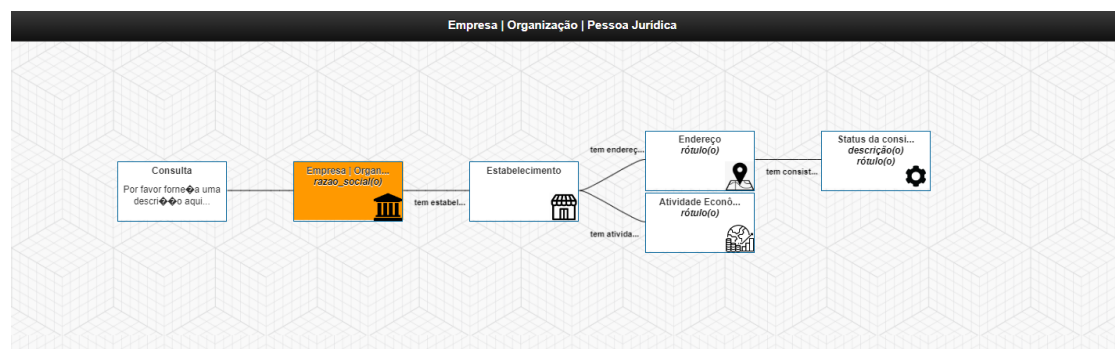 Empresa | Organização | Pessoa Jurídica
Consulta
Por favor forne�a uma
descri��o aqui...
Empresa | Organ...
razao_social(o)
tem estabel...
Estabelecimento
tem endereç...
Endereço
rótulo(o)
tem consist...
Status da consi...
descrição(o)
rótulo(o)
tem ativida...
Atividade Econô...
rótulo(o)